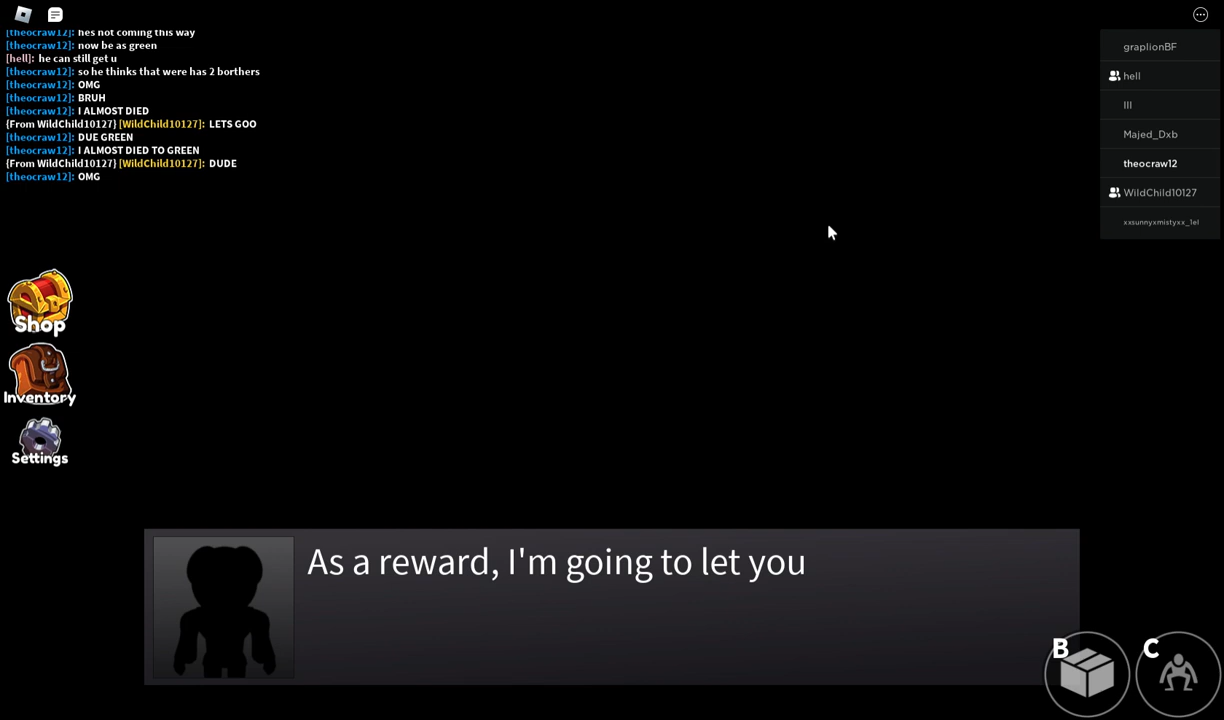 [theocraw12]: hes not coming this way
[theocraw12]: now be as green
[hell]: he can still get u
[theocraw12]: so he thinks that were has 2 borthers
[theocraw12]: OMG
[theocraw12]: BRUH
[theocraw12]: I ALMOST DIED
{From WildChild10127} [WildChild10127]: LETS GOO
[theocraw12]: DUE GREEN
[theocraw12]: I ALMOST DIED TO GREEN
{From WildChild10127} [WildChild10127]: DUDE
[theocraw12]: OMG
graplionBF
hell
lll
Majed_Dxb
theocraw12
WildChild10127
xxsunnyxmistyxx_1el
Shop
Inventory
Settings
As a reward, I'm going to let you
B
C